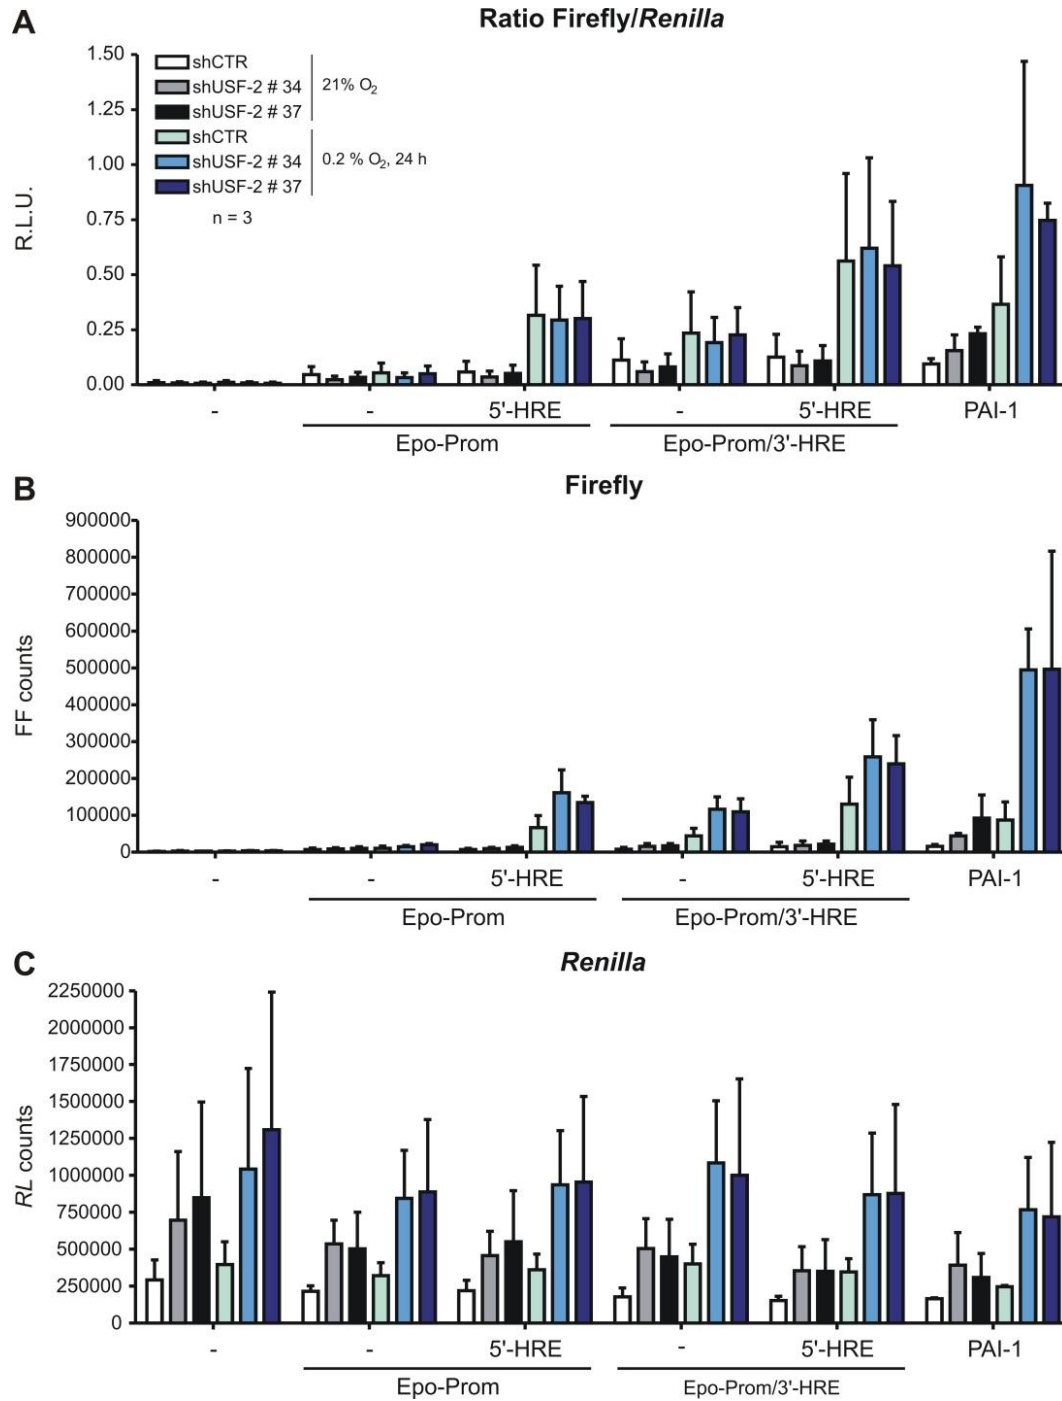 A
Ratio Firefly/Renilla
1.50
1.25
1.00
0.75
0.50
0.25
0.00
R.L.U.
shCTR
shUSF-2 # 34
shUSF-2 # 37
21% O2
shCTR
shUSF-2 # 34
shUSF-2 # 37
0.2 % O2, 24 h
n = 3
- - 5'-HRE - 5'-HRE PAI-1
Epo-Prom Epo-Prom/3'-HRE
B
Firefly
900000
800000
700000
600000
500000
400000
300000
200000
100000
0
FF counts
- - 5'-HRE - 5'-HRE PAI-1
Epo-Prom Epo-Prom/3'-HRE
C
Renilla
2250000
2000000
1750000
1500000
1250000
1000000
750000
500000
250000
0
RL counts
- - 5'-HRE - 5'-HRE PAI-1
Epo-Prom Epo-Prom/3'-HRE